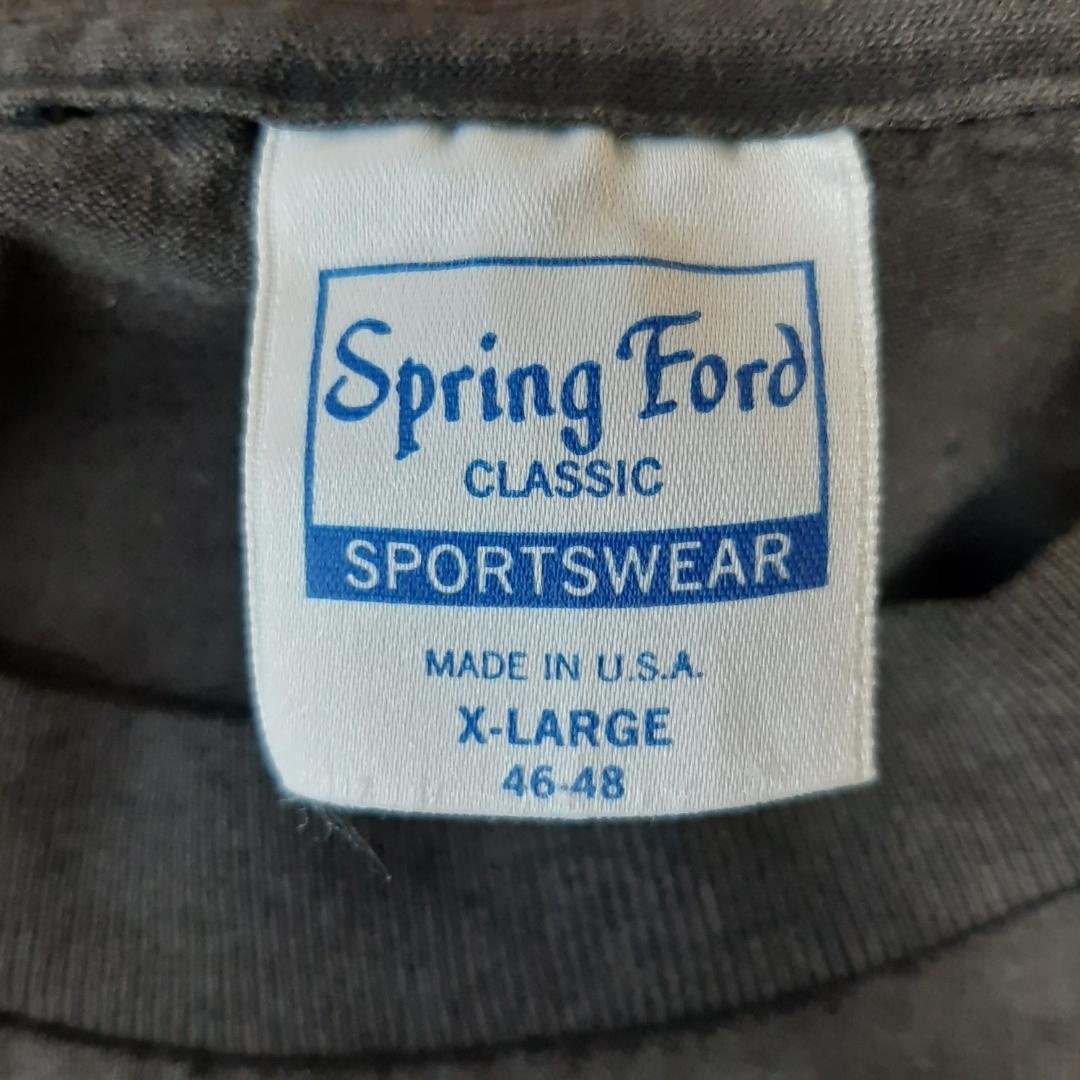 Spring Ford
CLASSIC
SPORTSWEAR
MADE IN U.S.A.
X-LARGE
46-48